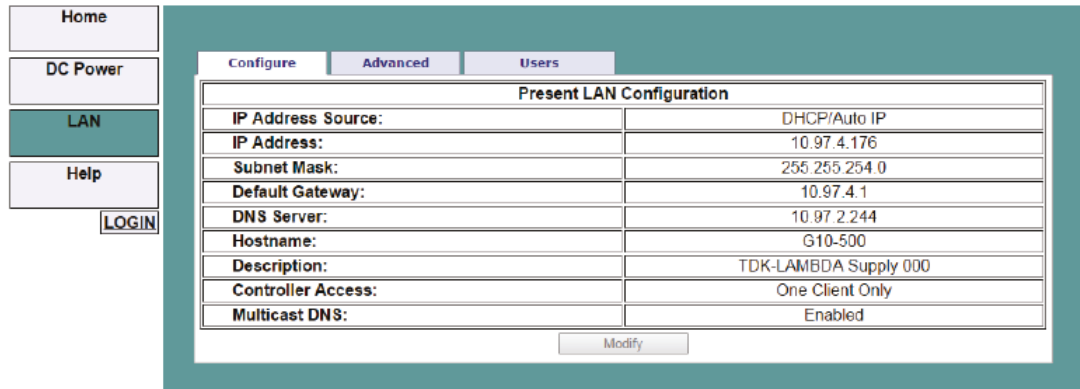 Home
DC Power
LAN
Help
LOGIN
Configure Advanced Users
Present LAN Configuration
IP Address Source: DHCP/Auto IP
IP Address: 10.97.4.176
Subnet Mask: 255.255.254.0
Default Gateway: 10.97.4.1
DNS Server: 10.97.2.244
Hostname: G10-500
Description: TDK-LAMBDA Supply 000
Controller Access: One Client Only
Multicast DNS: Enabled
Modify